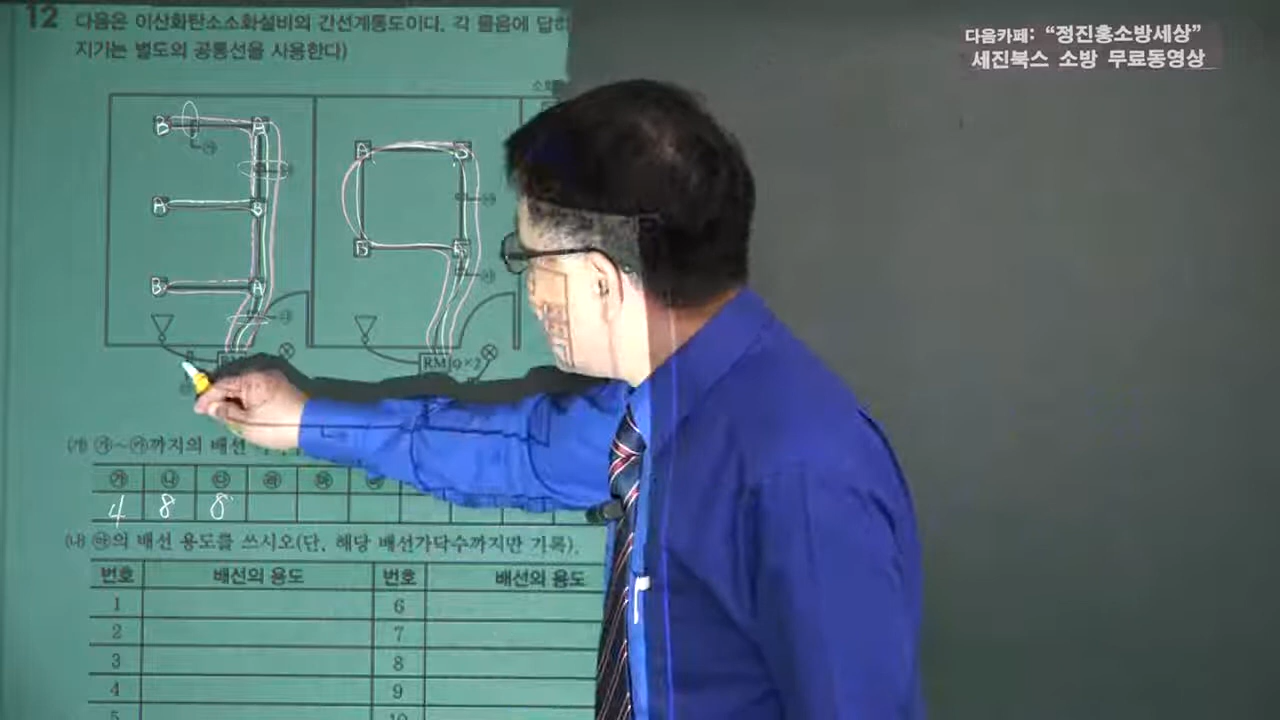 12 다음은 이산화탄소소화설비의 간선계통도이다. 각 물음에 답하
지기는 별도의 공통선을 사용한다)
다음카페: "정진홍소방세상"
세진북스 소방 무료동영상
B A
A B
B A
A B
B
RM ×2
㈎ ㉮~㉸까지의 배선
㉮ ㉯ ㉰ ㉱ ㉲
4 8 8
㈏ 의 배선 용도를 쓰시오(단, 해당 배선가닥수까지만 기록).
번호 배선의 용도 번호 배선의 용도
1 6
2 7
3 8
4 9
5 10